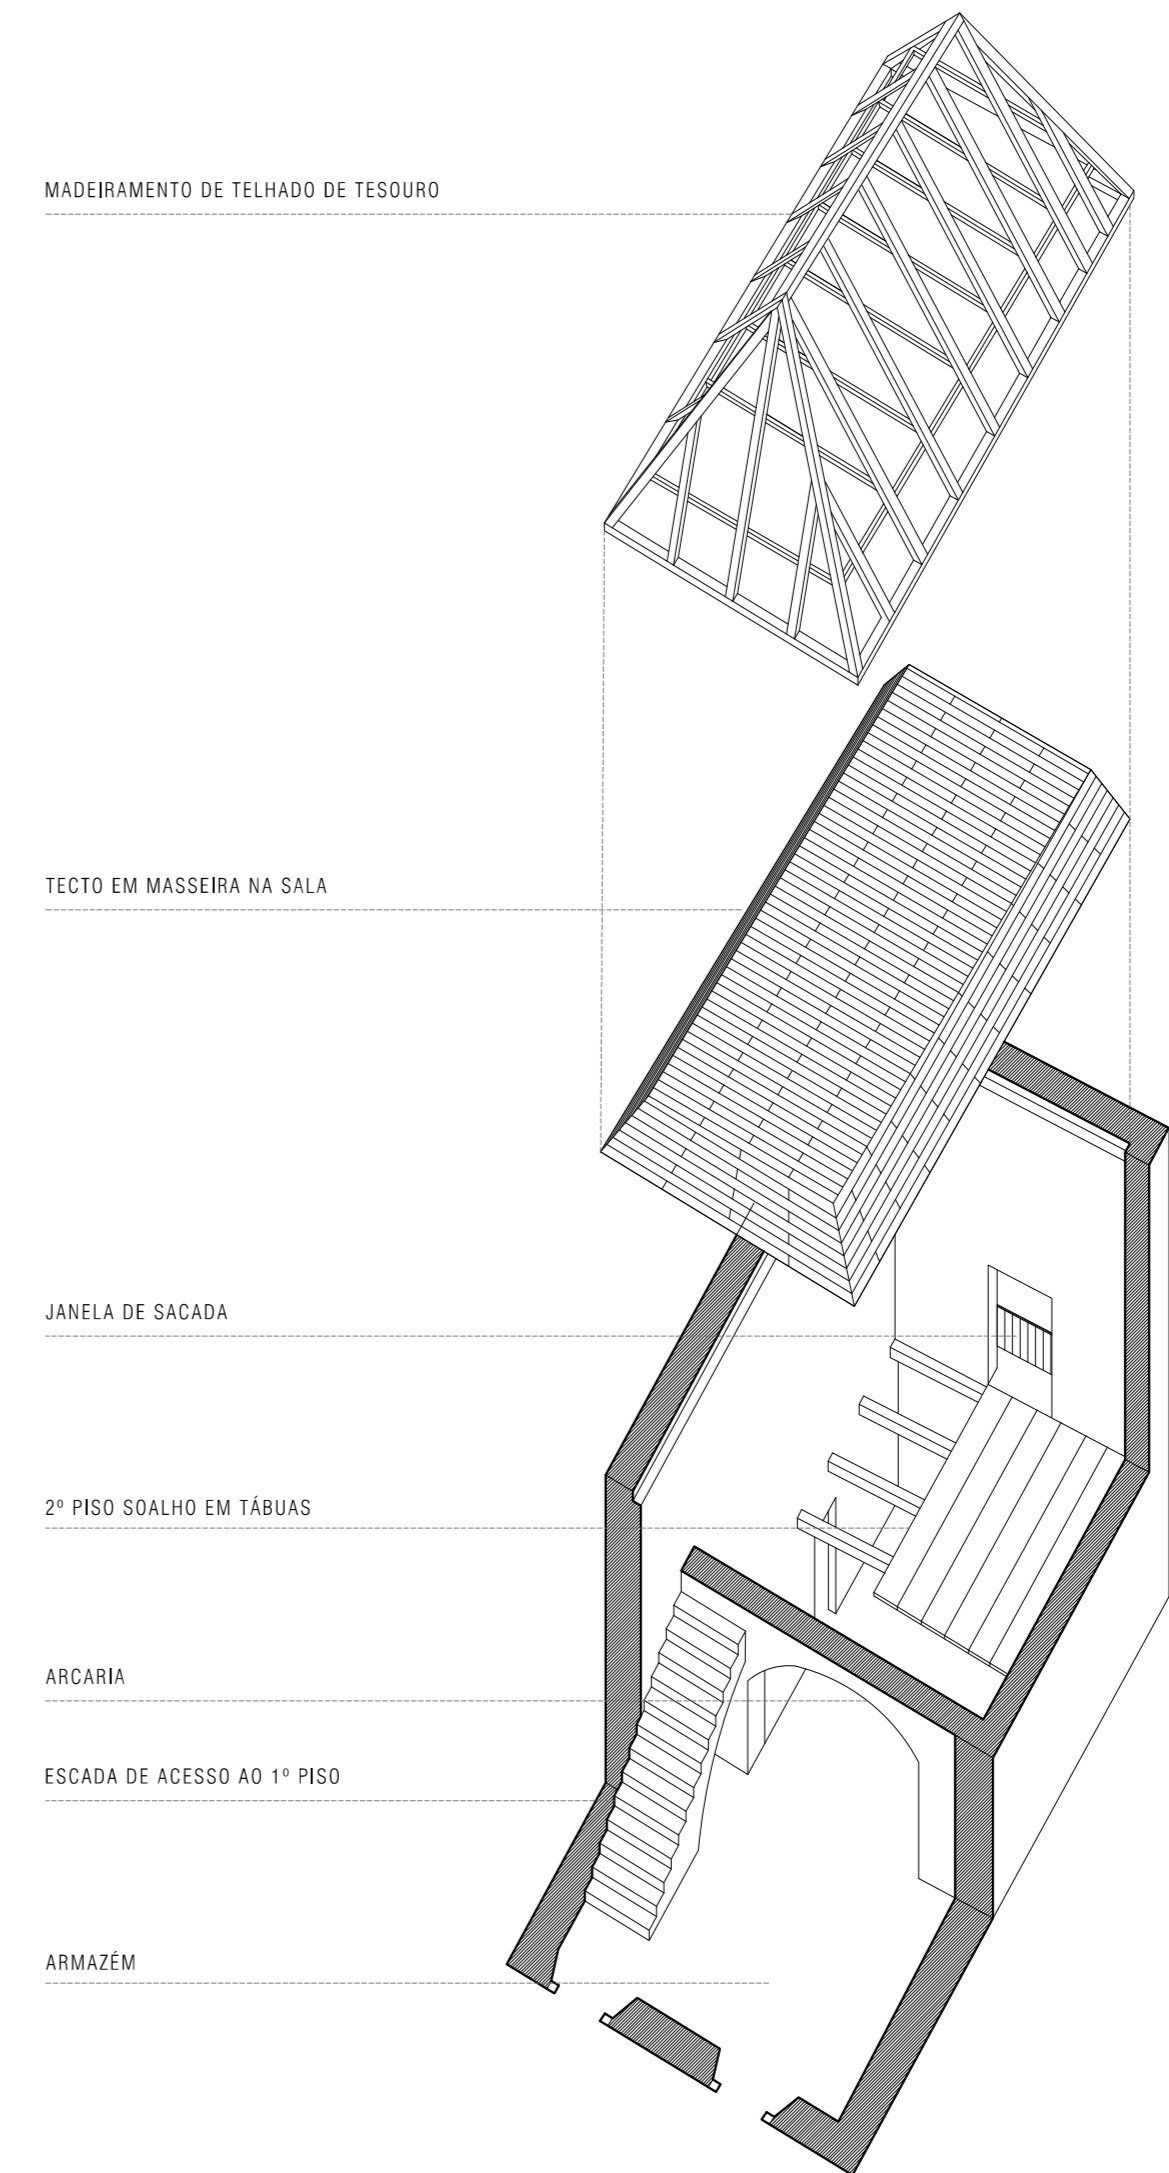 MADEIRAMENTO DE TELHADO DE TESOURO
TECTO EM MASSEIRA NA SALA
JANELA DE SACADA
2º PISO SOALHO EM TÁBUAS
ARCARIA
ESCADA DE ACESSO AO 1º PISO
ARMAZÉM